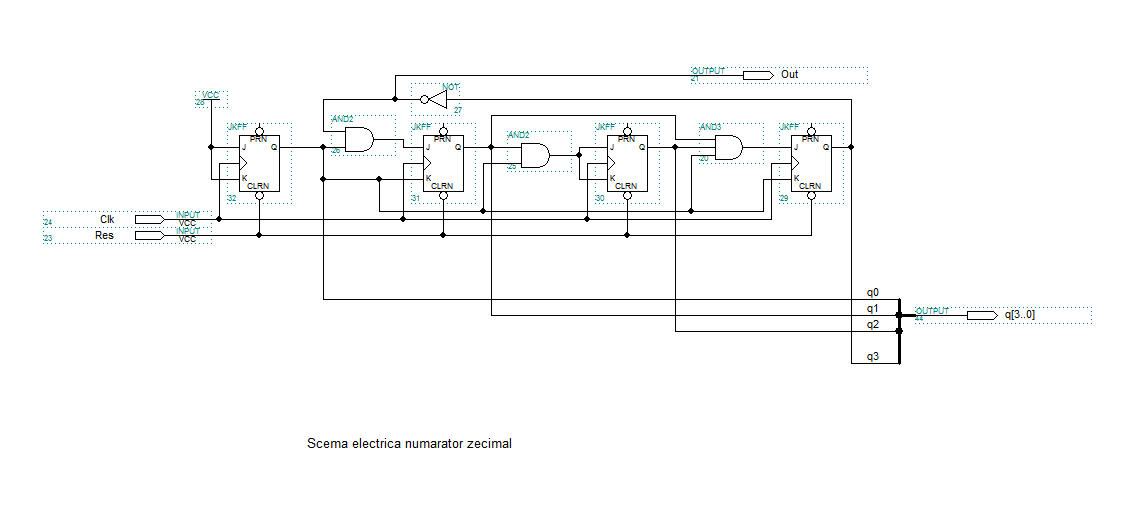 OUTPUT
21
Out
VCC
28
NOT
27
AND2
26
AND2
25
AND3
20
JKFF
PRN
J
Q
K
CLRN
32
JKFF
PRN
J
Q
K
CLRN
31
JKFF
PRN
J
Q
K
CLRN
30
JKFF
PRN
J
Q
K
CLRN
29
24
Clk
INPUT
VCC
23
Res
INPUT
VCC
q0
q1
q2
q3
OUTPUT
44
q[3..0]
Scema electrica numarator zecimal